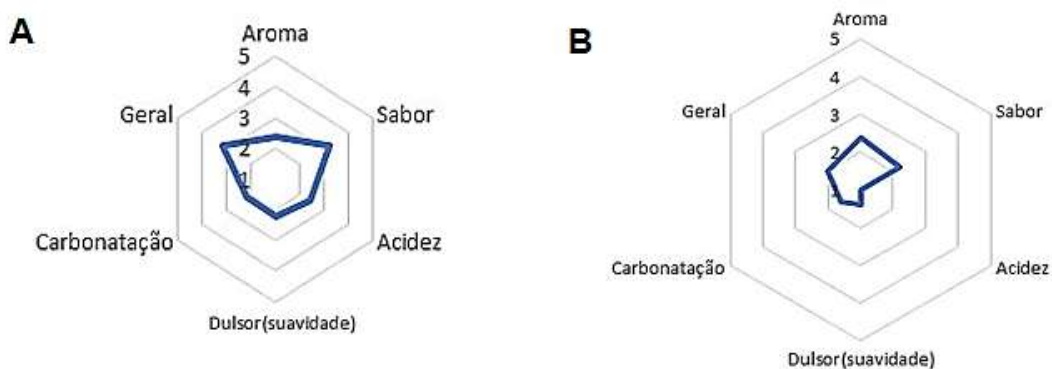 A
Aroma
5
4
3
2
1
Geral
Sabor
Carbonatação
Acidez
Dulsor(suavidade)
B
Aroma
5
4
3
2
1
Geral
Sabor
Carbonatação
Acidez
Dulsor(suavidade)